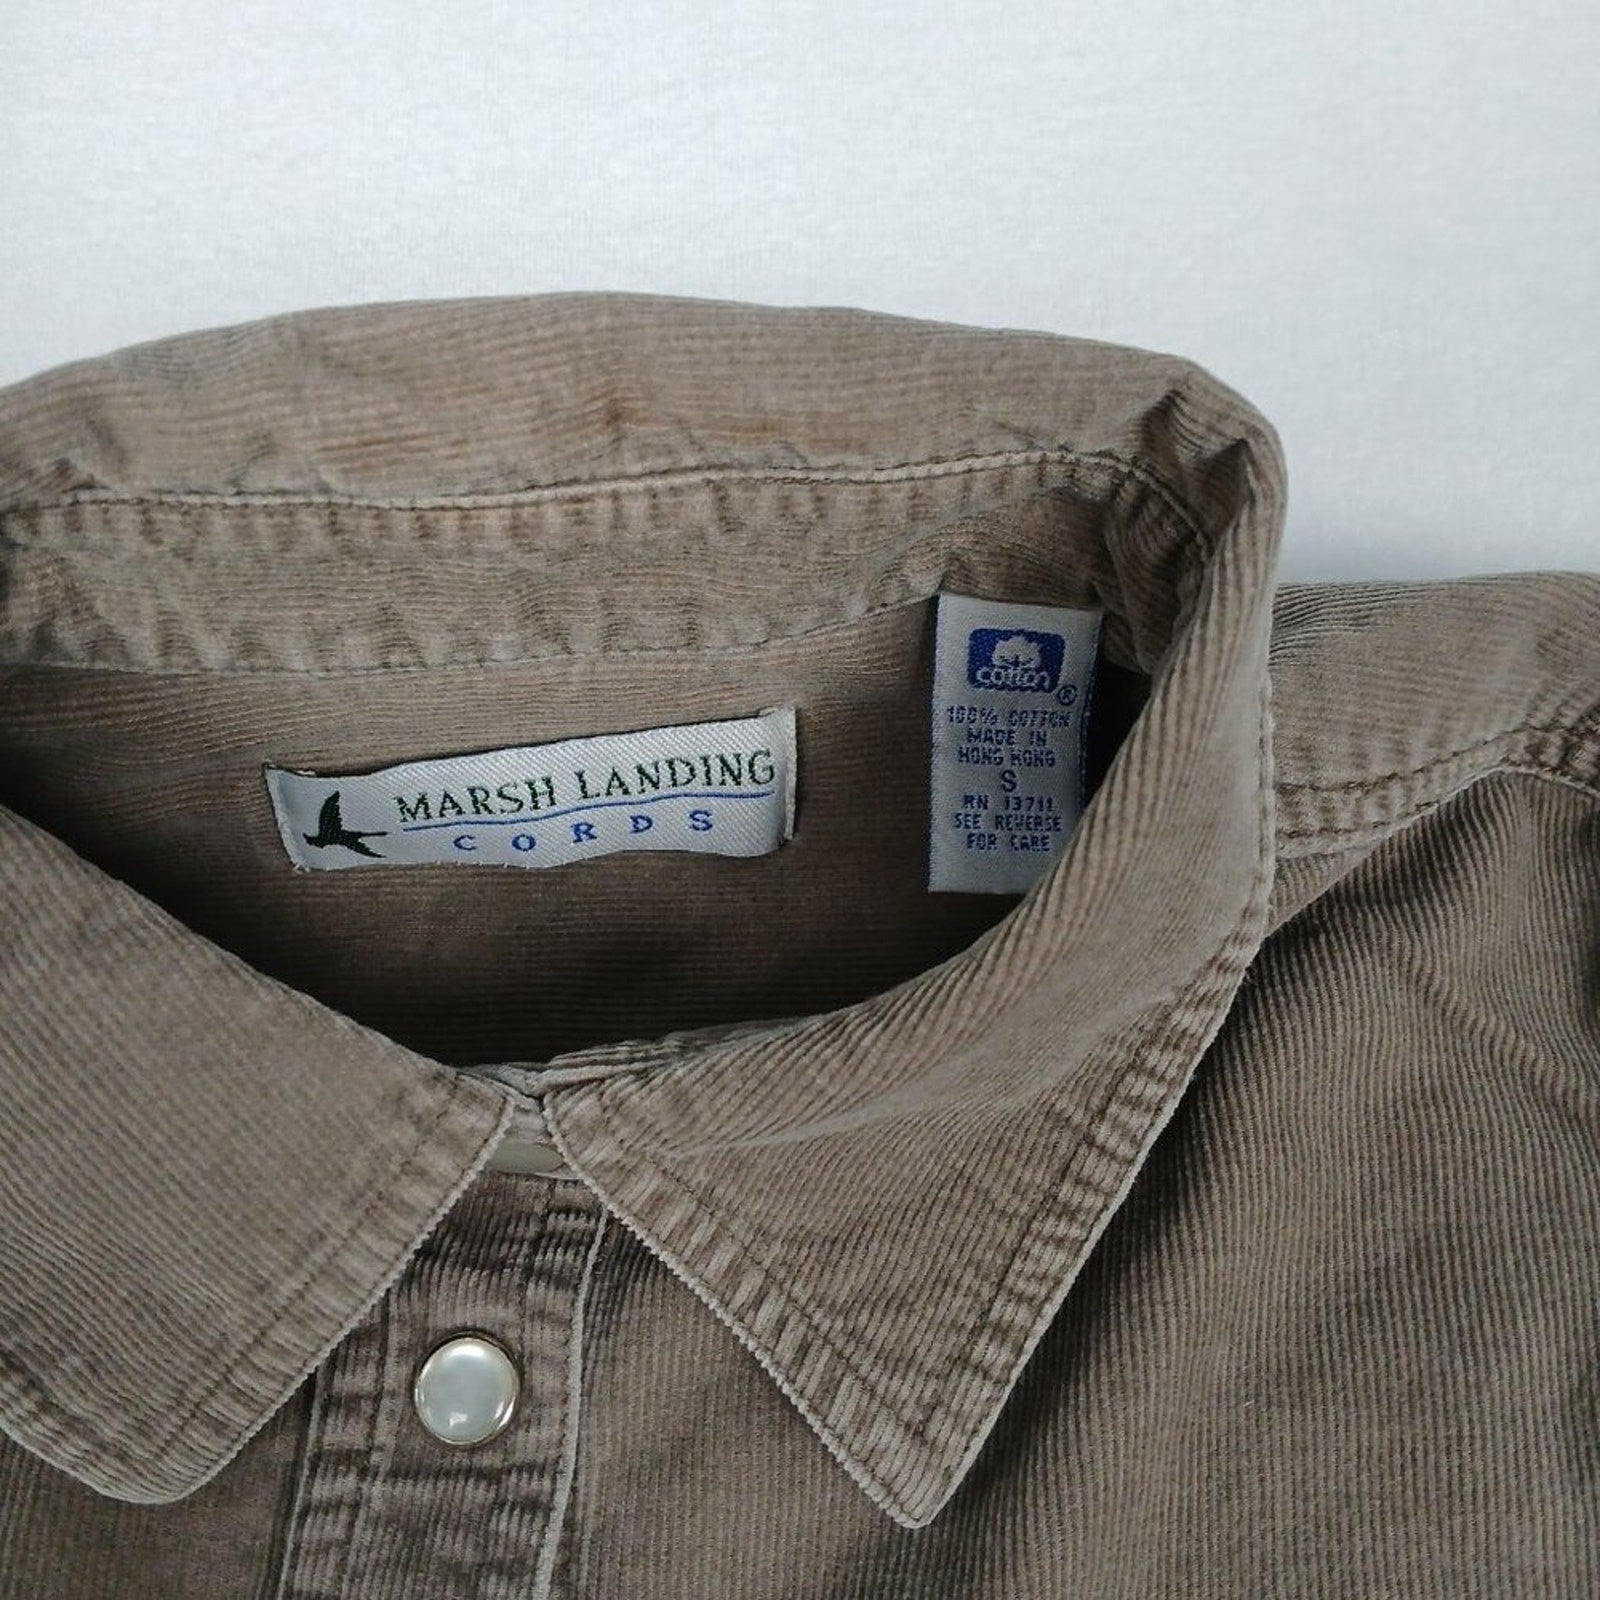 MARSH LANDING
CORDS
cotton®
100% COTTON
MADE IN
HONG KONG
S
RN 13711
SEE REVERSE
FOR CARE